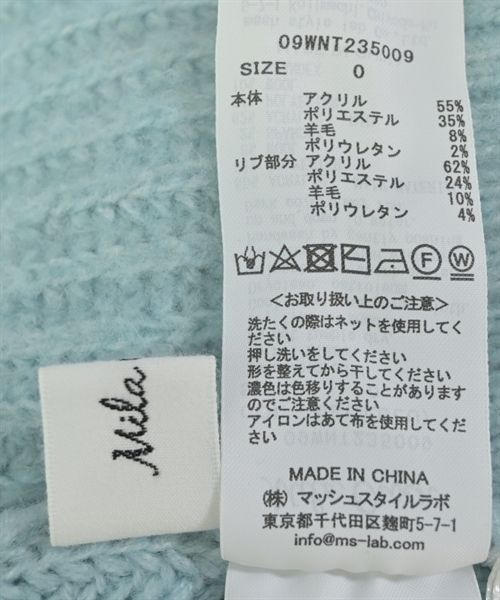 09WNT235009
SIZE 0
本体 アクリル 55%
ポリエステル 35%
羊毛 8%
ポリウレタン 2%
リブ部分 アクリル 62%
ポリエステル 24%
羊毛 10%
ポリウレタン 4%
F W
<お取り扱い上のご注意>
洗たくの際はネットを使用してく
ださい
押し洗いをしてください
形を整えてから干してください
濃色は色移りすることがあります
のでご注意ください
アイロンはあて布を使用してくだ
さい
MADE IN CHINA
(株) マッシュスタイルラボ
東京都千代田区麹町5-7-1
info@ms-lab.com
Mila